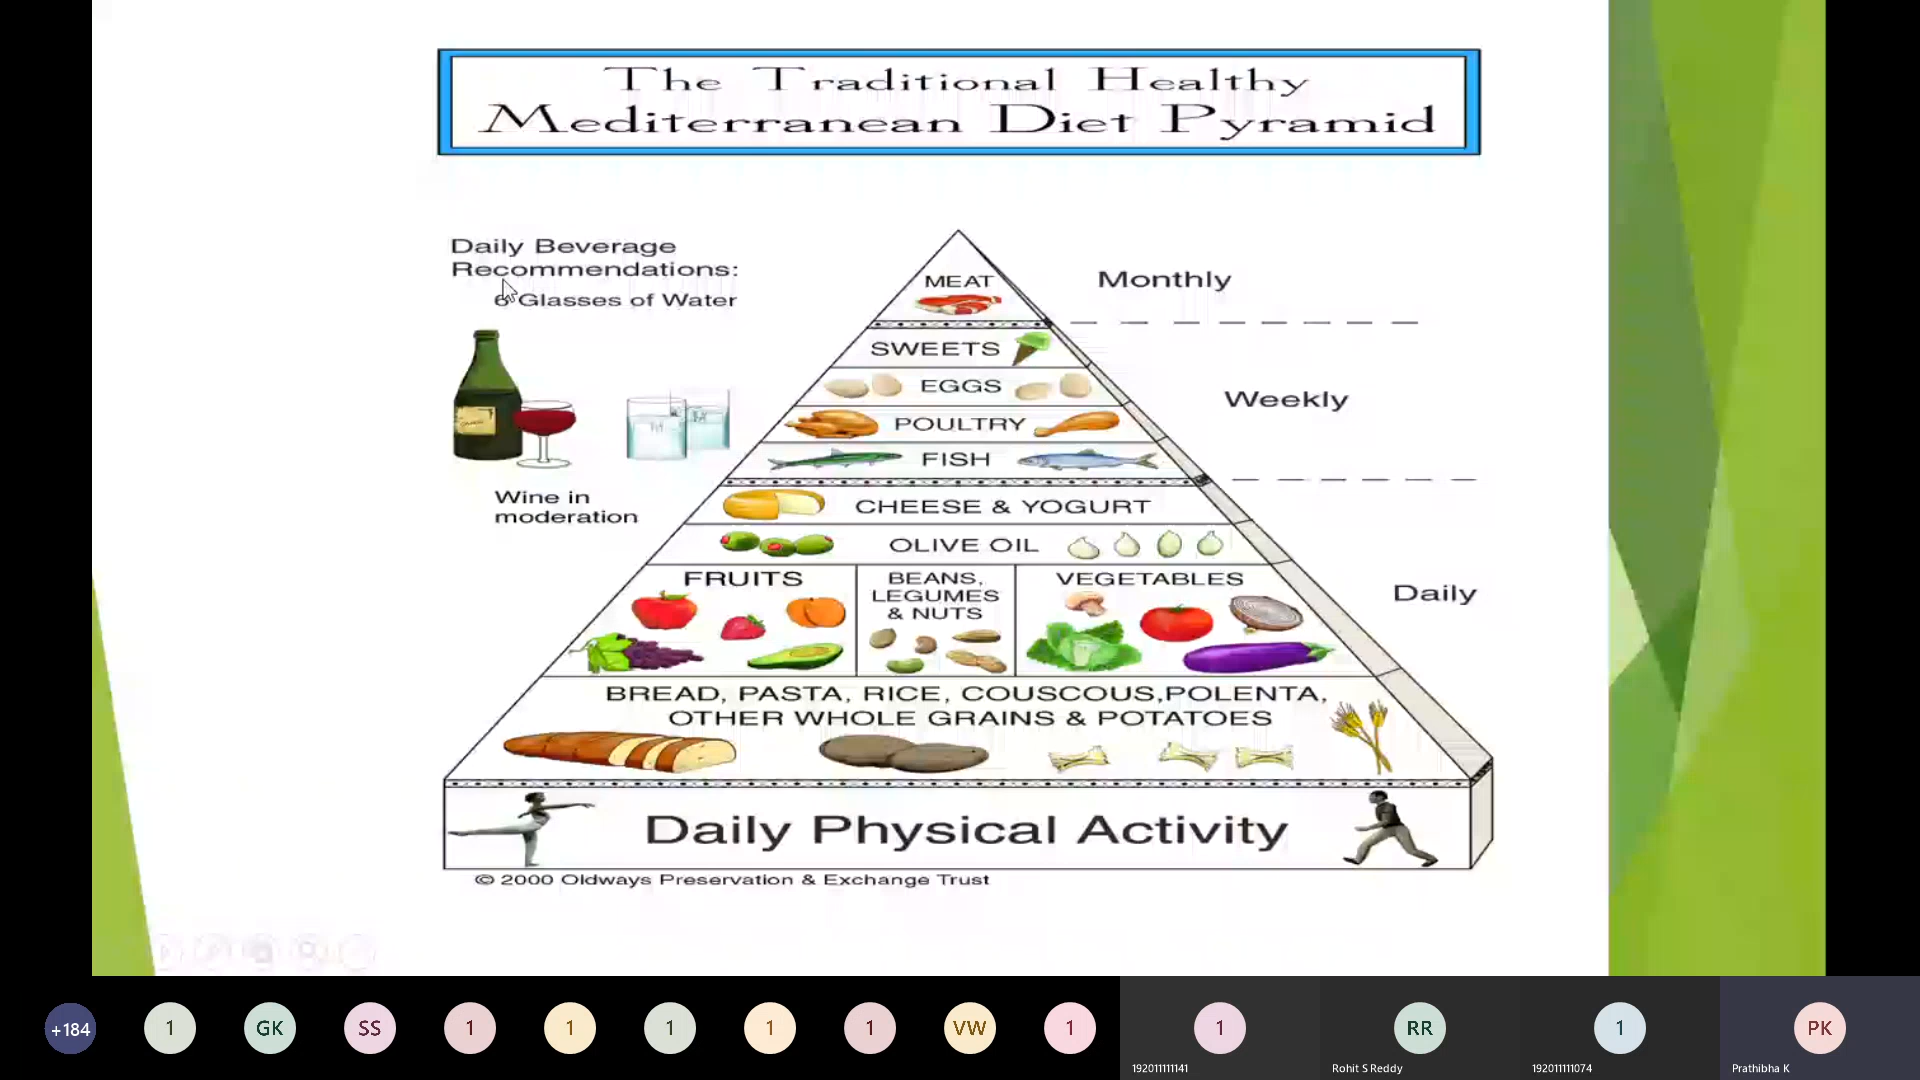 The Traditional Healthy
Mediterranean Diet Pyramid
Daily Beverage
Recommendations:
6 Glasses of Water
Wine in
moderation
MEAT
Monthly
SWEETS
EGGS
POULTRY
FISH
Weekly
CHEESE & YOGURT
OLIVE OIL
FRUITS
BEANS,
LEGUMES
& NUTS
VEGETABLES
Daily
BREAD, PASTA, RICE, COUSCOUS,POLENTA,
OTHER WHOLE GRAINS & POTATOES
Daily Physical Activity
© 2000 Oldways Preservation & Exchange Trust
+184
1
GK
SS
1
1
1
1
1
VW
1
1
192011111141
RR
Rohit S Reddy
1
192011111074
PK
Prathibha K